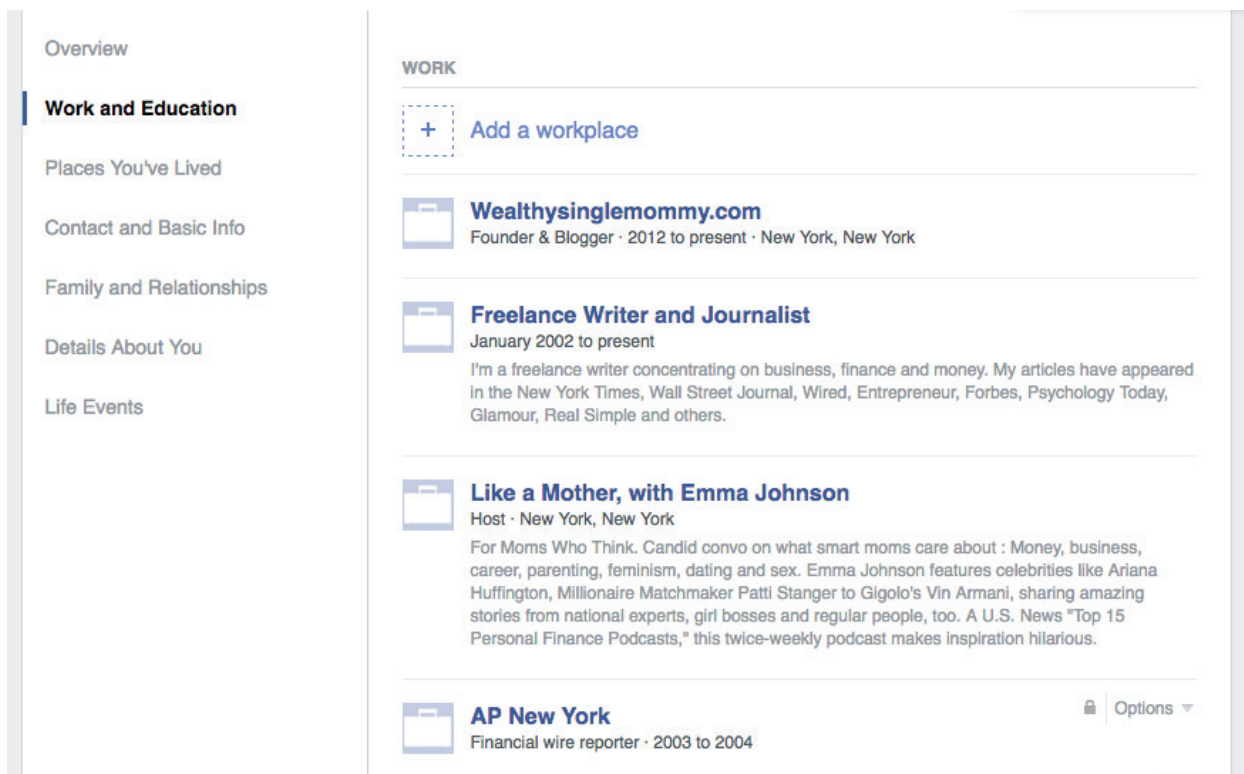 Overview
Work and Education
Places You've Lived
Contact and Basic Info
Family and Relationships
Details About You
Life Events
WORK
+ Add a workplace
Wealthysinglemommy.com
Founder & Blogger · 2012 to present · New York, New York
Freelance Writer and Journalist
January 2002 to present
I'm a freelance writer concentrating on business, finance and money. My articles have appeared
in the New York Times, Wall Street Journal, Wired, Entrepreneur, Forbes, Psychology Today,
Glamour, Real Simple and others.
Like a Mother, with Emma Johnson
Host · New York, New York
For Moms Who Think. Candid convo on what smart moms care about : Money, business,
career, parenting, feminism, dating and sex. Emma Johnson features celebrities like Ariana
Huffington, Millionaire Matchmaker Patti Stanger to Gigolo's Vin Armani, sharing amazing
stories from national experts, girl bosses and regular people, too. A U.S. News "Top 15
Personal Finance Podcasts," this twice-weekly podcast makes inspiration hilarious.
AP New York
Options
Financial wire reporter · 2003 to 2004